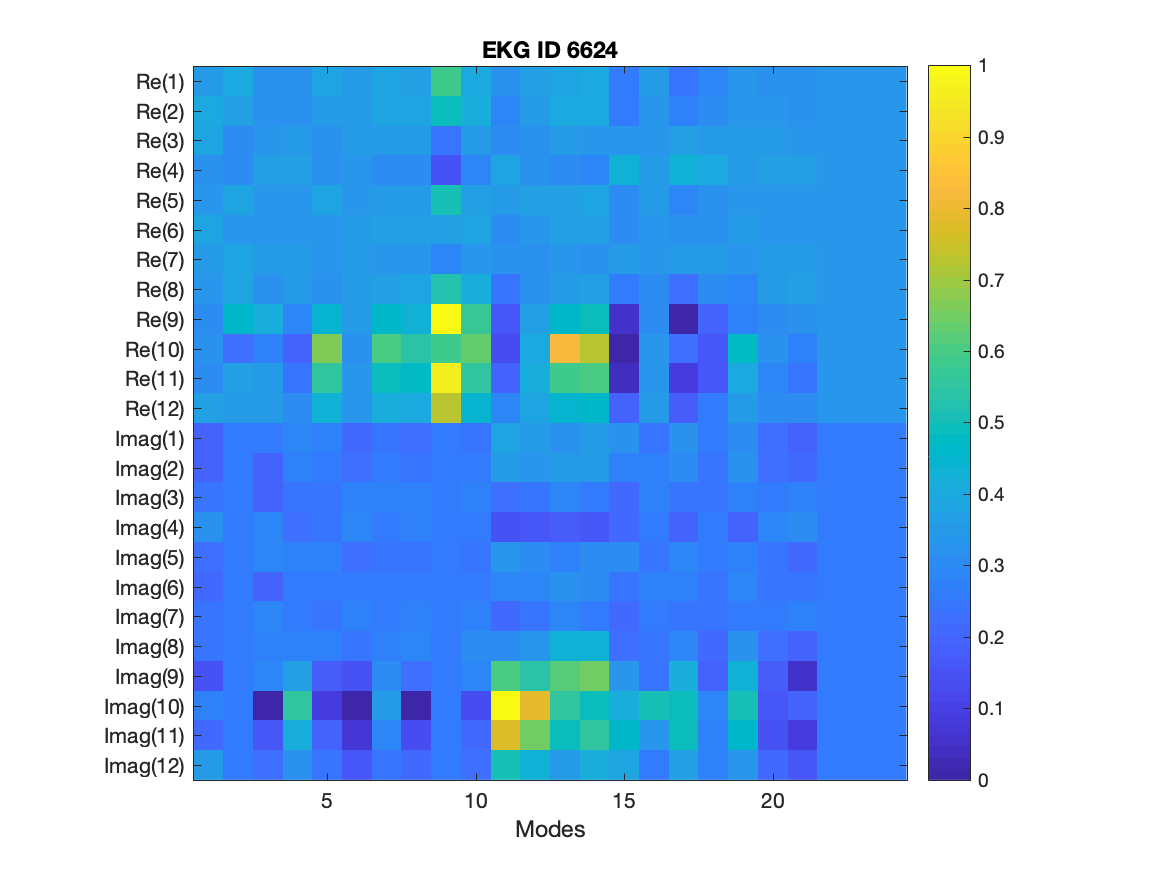 EKG ID 6624
Re(1)
Re(2)
Re(3)
Re(4)
Re(5)
Re(6)
Re(7)
Re(8)
Re(9)
Re(10)
Re(11)
Re(12)
Imag(1)
Imag(2)
Imag(3)
Imag(4)
Imag(5)
Imag(6)
Imag(7)
Imag(8)
Imag(9)
Imag(10)
Imag(11)
Imag(12)
5 10 15 20
Modes
1
0.9
0.8
0.7
0.6
0.5
0.4
0.3
0.2
0.1
0